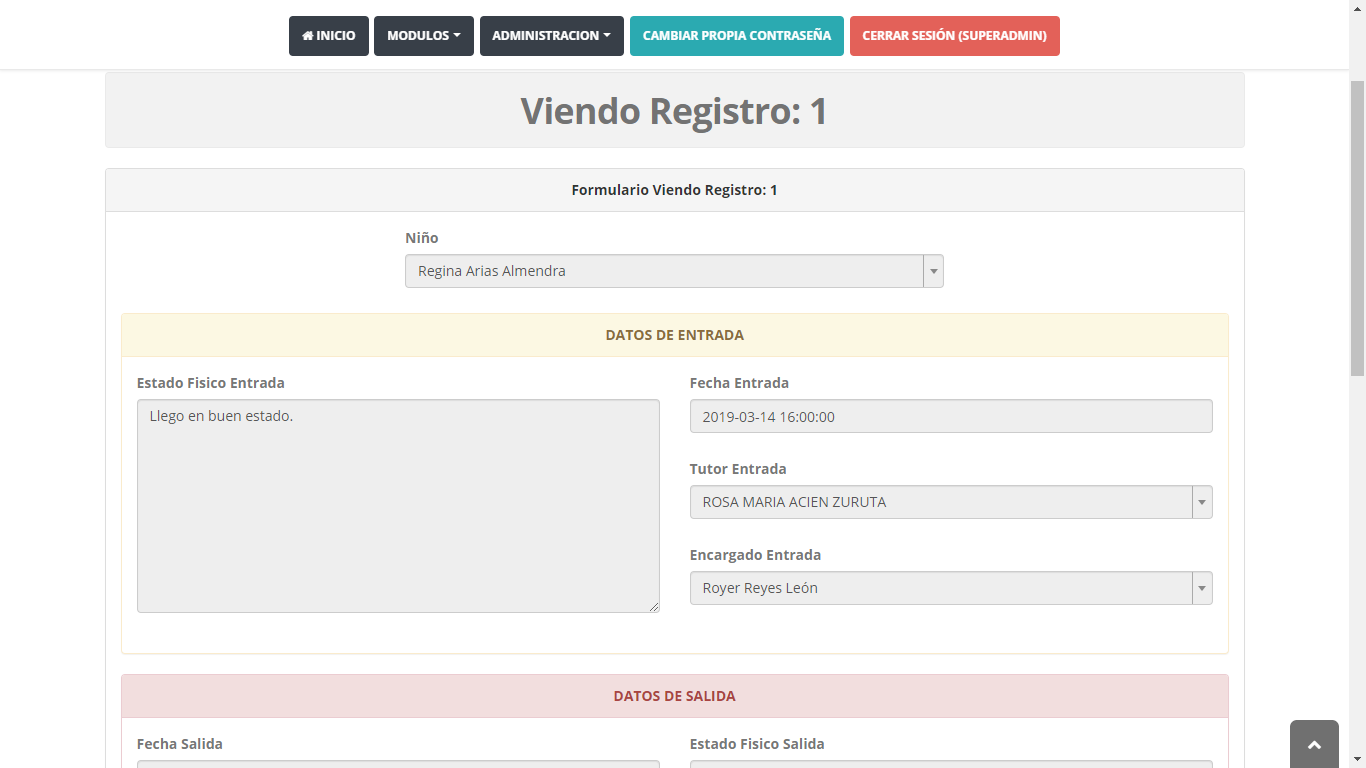 INICIO MODULOS ADMINISTRACION CAMBIAR PROPIA CONTRASEÑA CERRAR SESIÓN (SUPERADMIN)
Viendo Registro: 1
Formulario Viendo Registro: 1
Niño
Regina Arias Almendra
DATOS DE ENTRADA
Estado Fisico Entrada
Llego en buen estado.
Fecha Entrada
2019-03-14 16:00:00
Tutor Entrada
ROSA MARIA ACIEN ZURUTA
Encargado Entrada
Royer Reyes León
DATOS DE SALIDA
Fecha Salida
Estado Fisico Salida